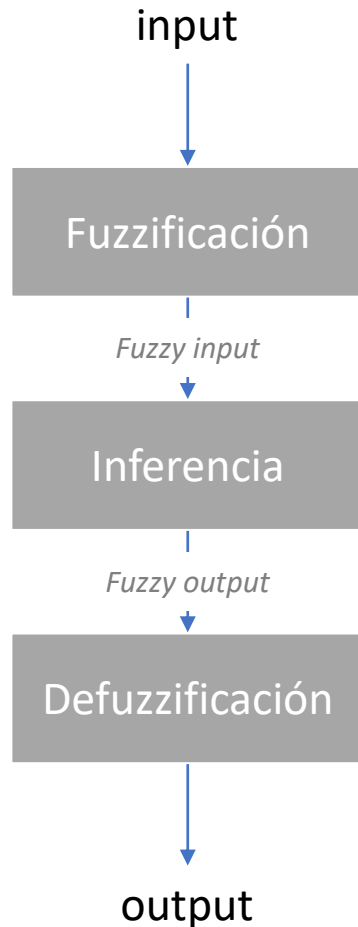 input
Fuzzificación
Fuzzy input
Inferencia
Fuzzy output
Defuzzificación
output